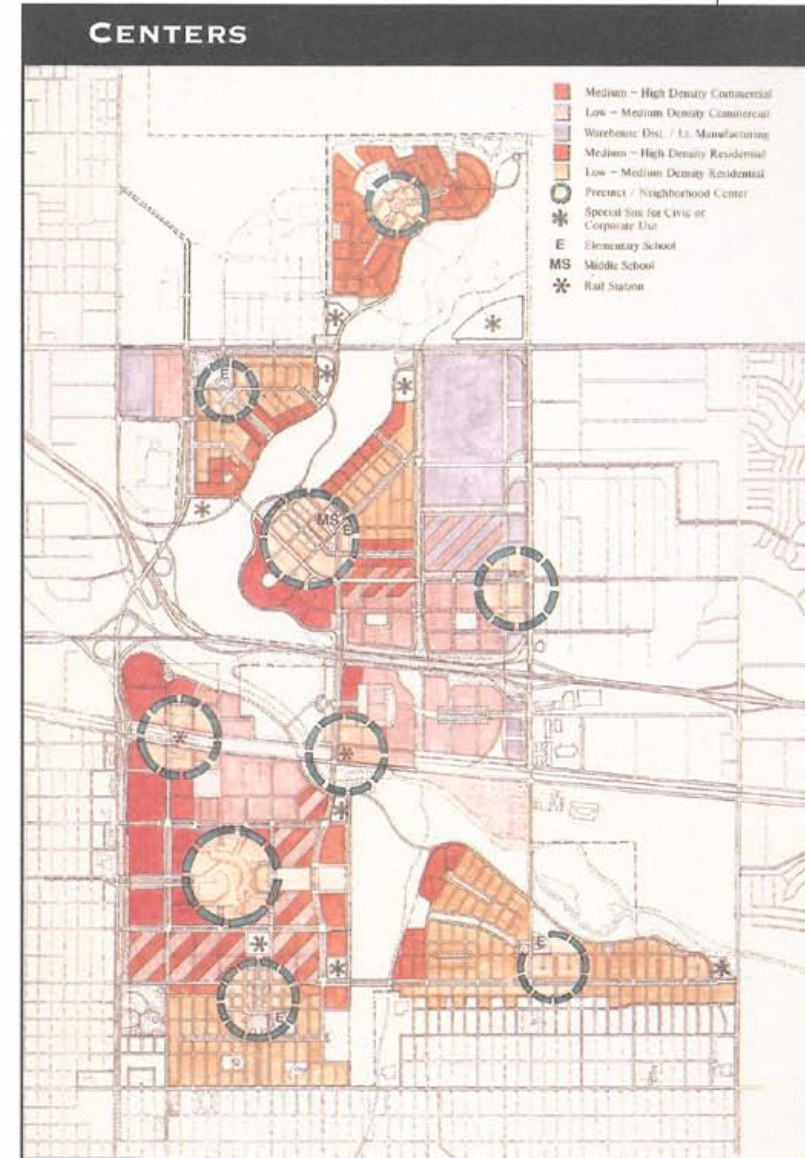 CENTERS
Medium – High Density Commercial
Low – Medium Density Commercial
Warehouse Dist. / Lt. Manufacturing
Medium – High Density Residential
Low – Medium Density Residential
Precinct / Neighborhood Center
Special Site for Civic or
Corporate Use
E Elementary School
MS Middle School
Rail Station
E
MS
E
E
E